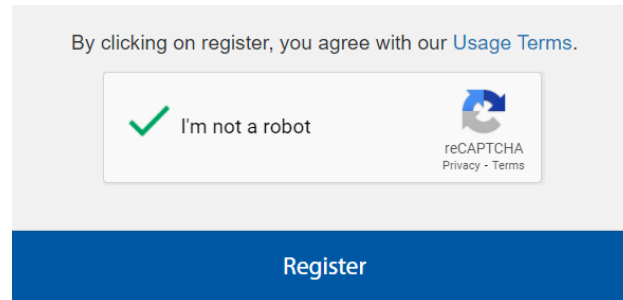 By clicking on register, you agree with our Usage Terms.
I'm not a robot
reCAPTCHA
Privacy - Terms
Register